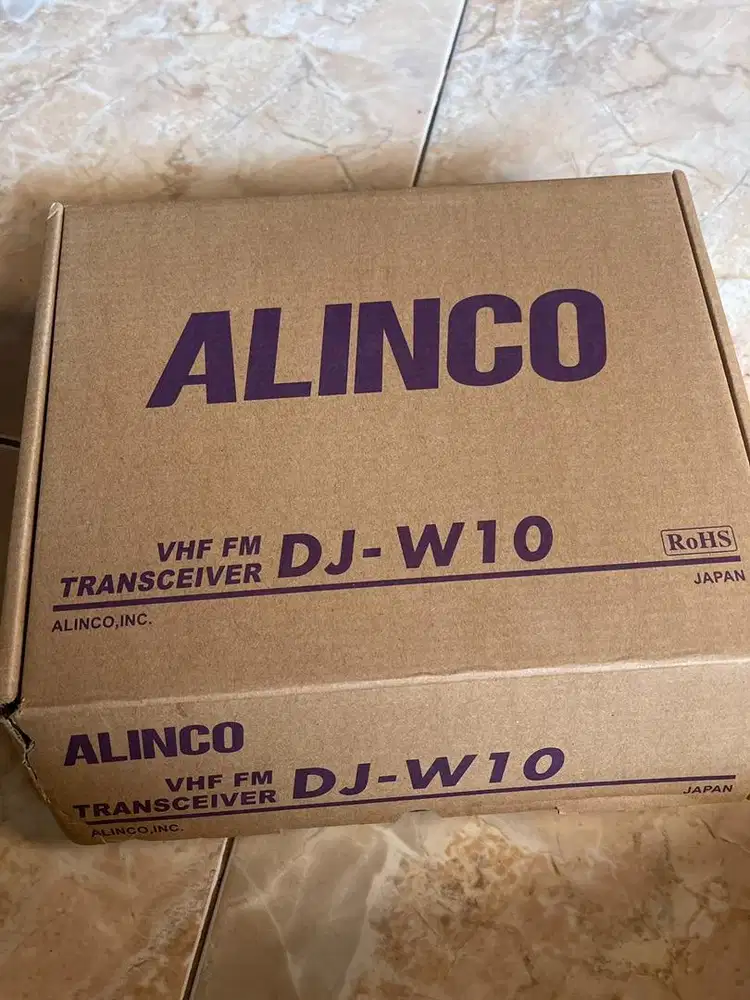 ALINCO
VHF FM
TRANSCEIVER DJ-W10
RoHS
ALINCO,INC.
JAPAN
ALINCO
VHF FM
TRANSCEIVER DJ-W10
ALINCO,INC.
JAPAN